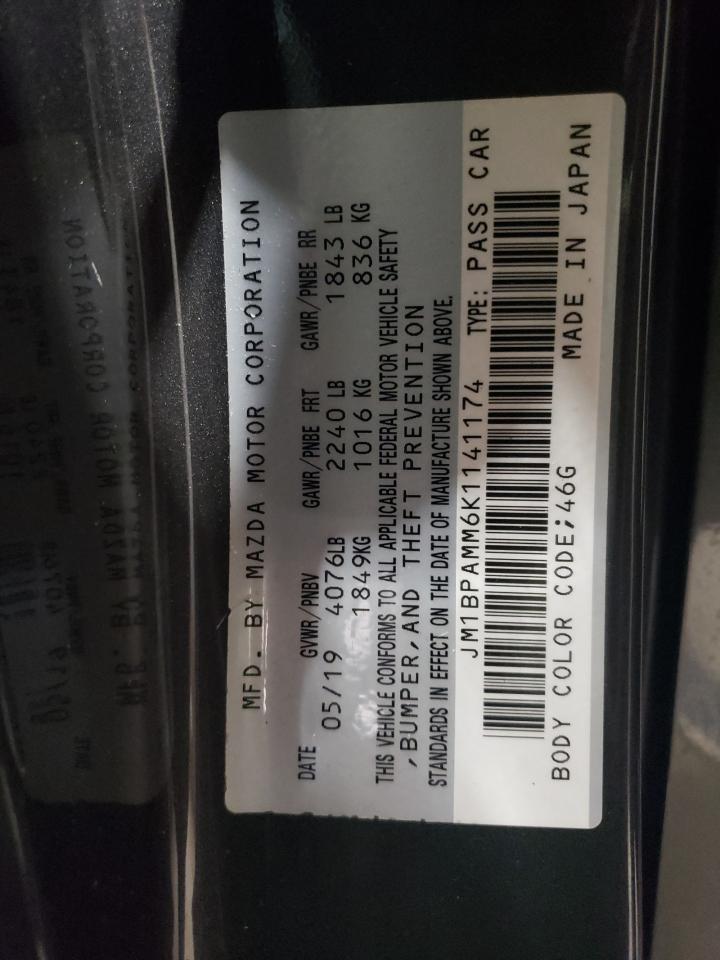 MFD. BY MAZDA MOTOR CORPORATION
DATE GVWR/PNBV GAWR/PNBE FRT GAWR/PNBE RR
05/19 4076LB 2240 LB 1843 LB
1849KG 1016 KG 836 KG
THIS VEHICLE CONFORMS TO ALL APPLICABLE FEDERAL MOTOR VEHICLE SAFETY
,BUMPER,AND THEFT PREVENTION
STANDARDS IN EFFECT ON THE DATE OF MANUFACTURE SHOWN ABOVE.
JM1BPAMM6K1141174 TYPE: PASS CAR
BODY COLOR CODE;46G MADE IN JAPAN